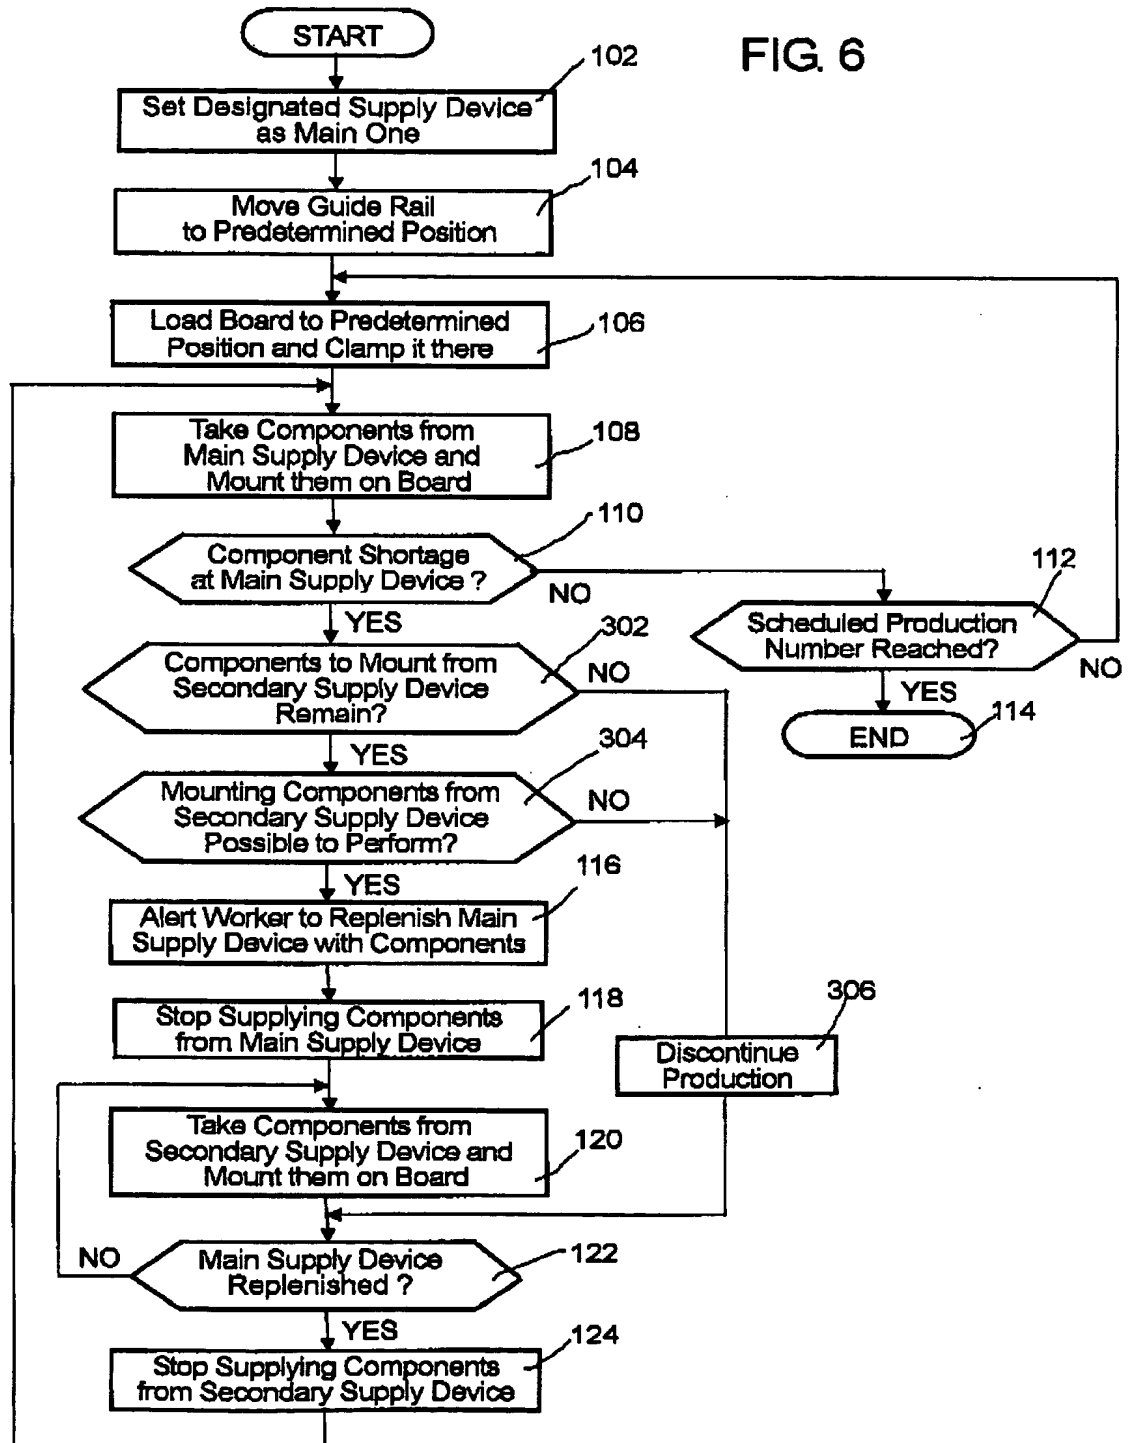 START
FIG. 6
102
Set Designated Supply Device
as Main One
104
Move Guide Rail
to Predetermined Position
Load Board to Predetermined
Position and Clamp it there
106
Take Components from
Main Supply Device and
Mount them on Board
108
110
Component Shortage
at Main Supply Device ?
NO
YES
112
Scheduled Production
Number Reached?
NO
YES
END
114
302
Components to Mount from
Secondary Supply Device
Remain?
NO
YES
304
Mounting Components from
Secondary Supply Device
Possible to Perform?
NO
YES
116
Alert Worker to Replenish Main
Supply Device with Components
118
Stop Supplying Components
from Main Supply Device
306
Discontinue
Production
Take Components from
Secondary Supply Device and
Mount them on Board
120
NO
Main Supply Device
Replenished ?
122
YES
124
Stop Supplying Components
from Secondary Supply Device